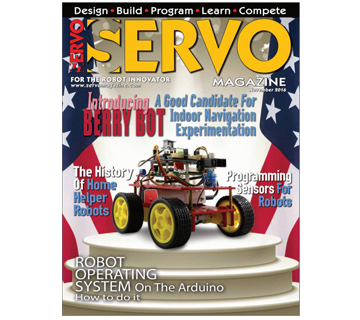 Design • Build • Program • Learn • Compete
SERVO
SERVO
FOR THE ROBOT INNOVATOR
www.servomagazine.com
MAGAZINE
November 2016
Introducing
BERRY BOT
A Good Candidate For
Indoor Navigation
Experimentation
The History
Of Home
Helper
Robots
Programming
Sensors For
Robots
ROBOT
OPERATING
SYSTEM On The Arduino
How to do it